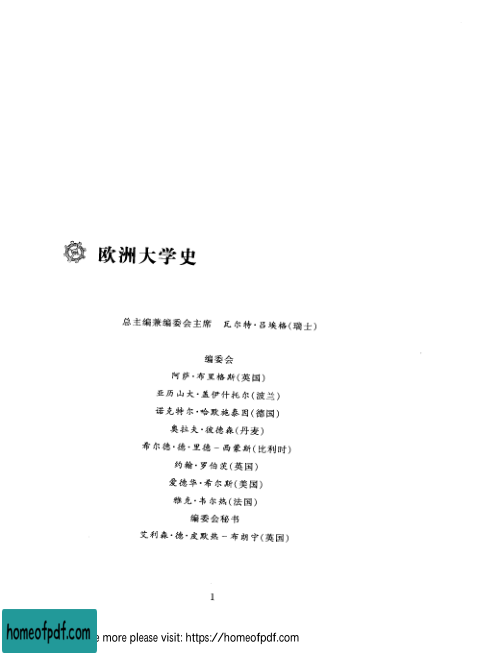 欧洲大学史
总主编兼编委会主席 瓦尔特·吕埃格(瑞士)
编委会
阿萨·布里格斯(英国)
亚历山大·盖伊什托尔(波兰)
诺克特尔·哈默施泰因(德国)
奥拉夫·彼德森(丹麦)
希尔德·德·里德-西蒙斯(比利时)
约翰·罗伯茨(英国)
爱德华·希尔斯(美国)
雅克·韦尔热(法国)
编委会秘书
艾利森·德·皮默热-布朗宁(英国)
1
homeofpdf.com
e more please visit: https://homeofpdf.com